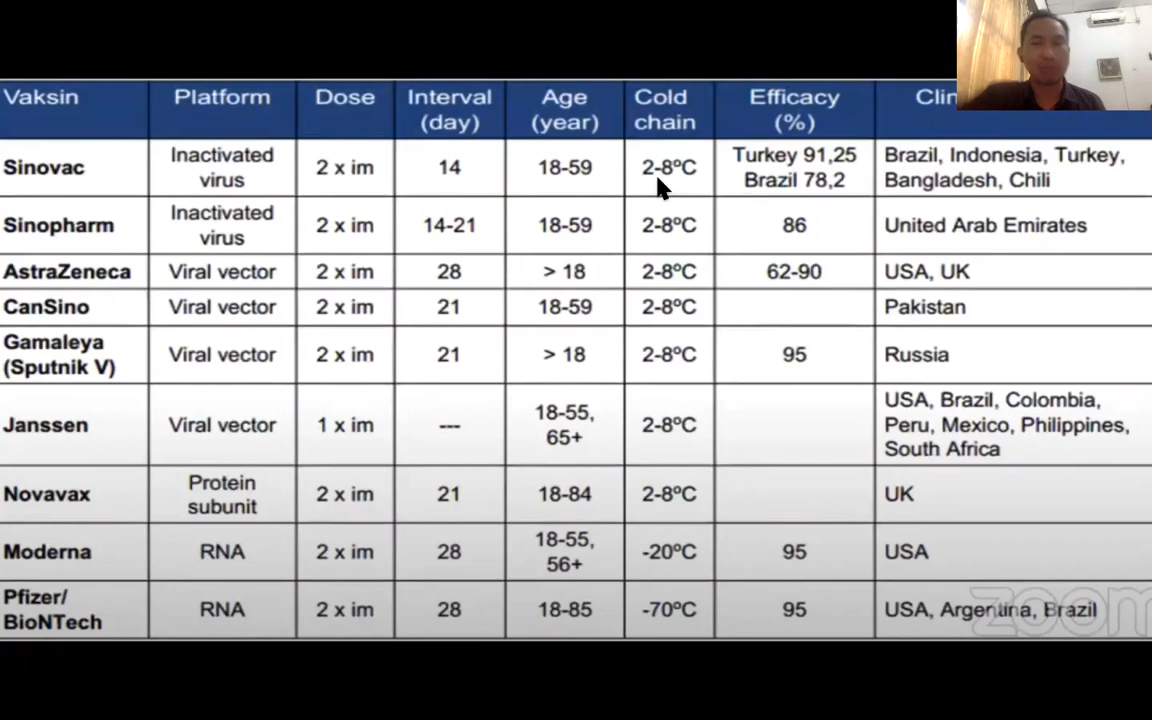 Vaksin Platform Dose Interval (day) Age (year) Cold chain Efficacy (%)
Sinovac Inactivated virus 2 x im 14 18-59 2-8ºC Turkey 91,25 Brazil 78,2 Brazil, Indonesia, Turkey, Bangladesh, Chili
Sinopharm Inactivated virus 2 x im 14-21 18-59 2-8ºC 86 United Arab Emirates
AstraZeneca Viral vector 2 x im 28 > 18 2-8ºC 62-90 USA, UK
CanSino Viral vector 2 x im 21 18-59 2-8ºC Pakistan
Gamaleya (Sputnik V) Viral vector 2 x im 21 > 18 2-8ºC 95 Russia
Janssen Viral vector 1 x im --- 18-55, 65+ 2-8ºC USA, Brazil, Colombia, Peru, Mexico, Philippines, South Africa
Novavax Protein subunit 2 x im 21 18-84 2-8ºC UK
Moderna RNA 2 x im 28 18-55, 56+ -20ºC 95 USA
Pfizer/ BioNTech RNA 2 x im 28 18-85 -70ºC 95 USA, Argentina, Brazil
zoom